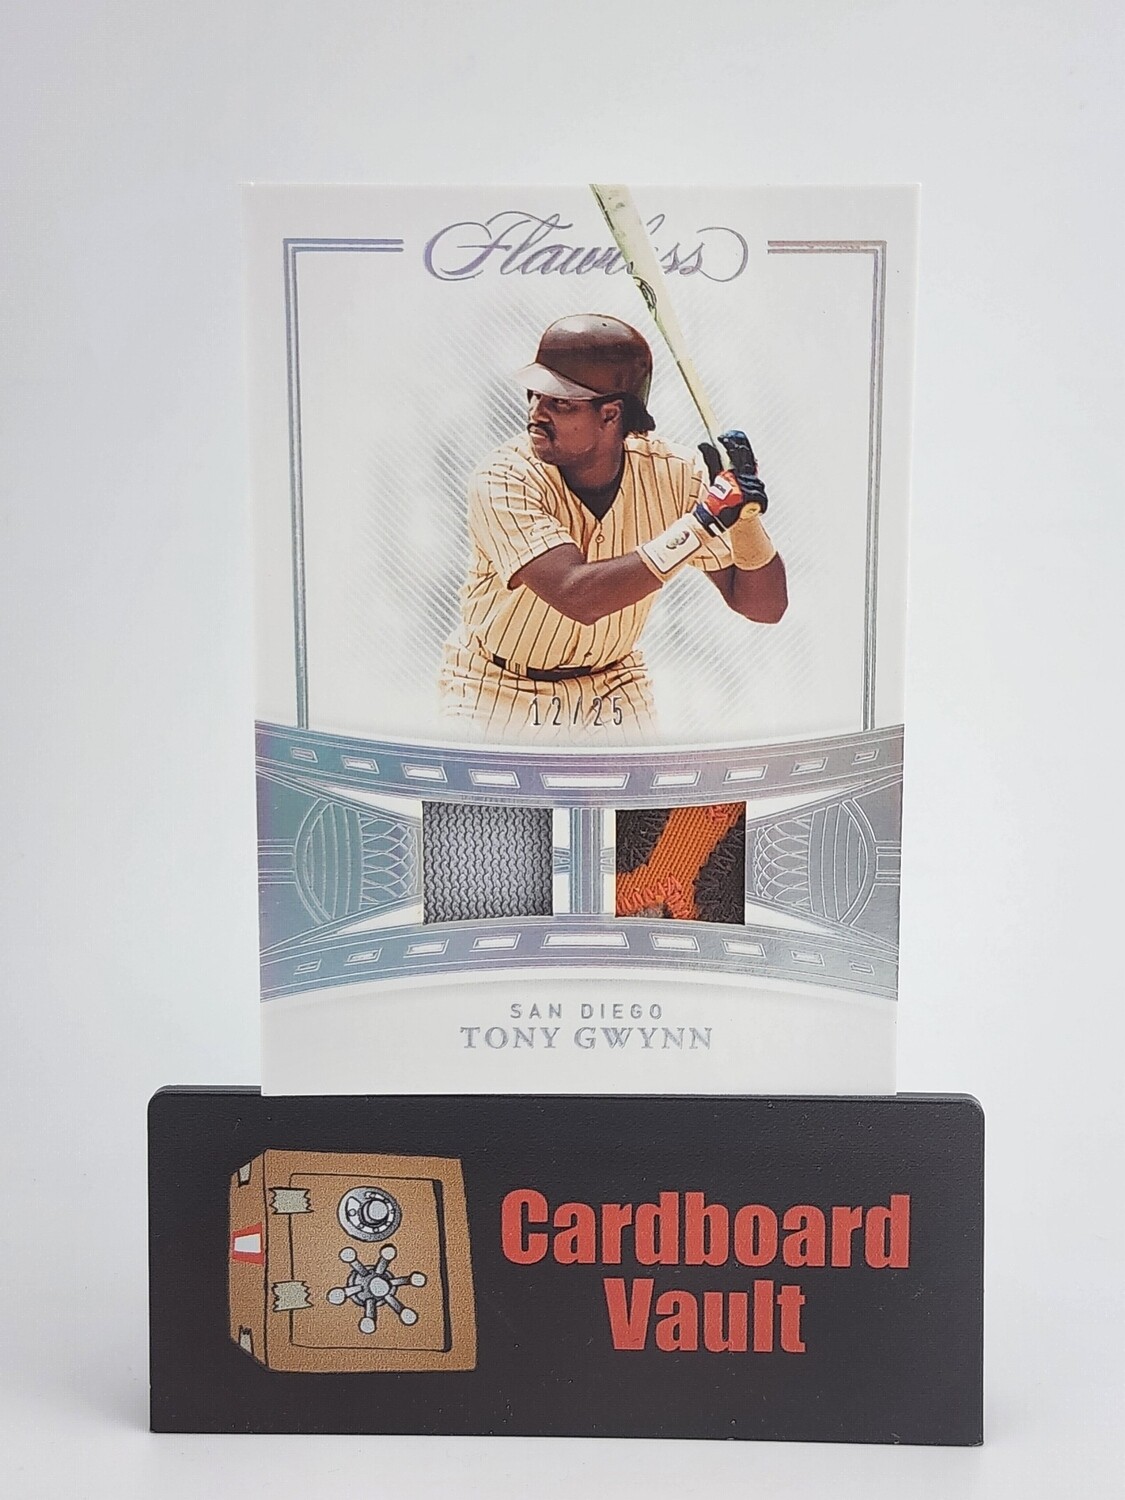 Flawless
12/25
SAN DIEGO
TONY GWYNN
Cardboard
Vault